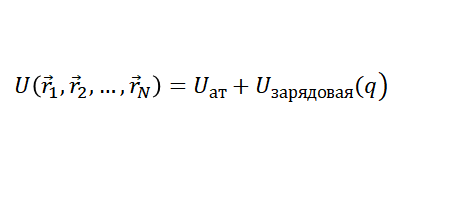 U(r⃗₁, r⃗₂, …, r⃗_N) = U_ат + U_зарядовая(q)